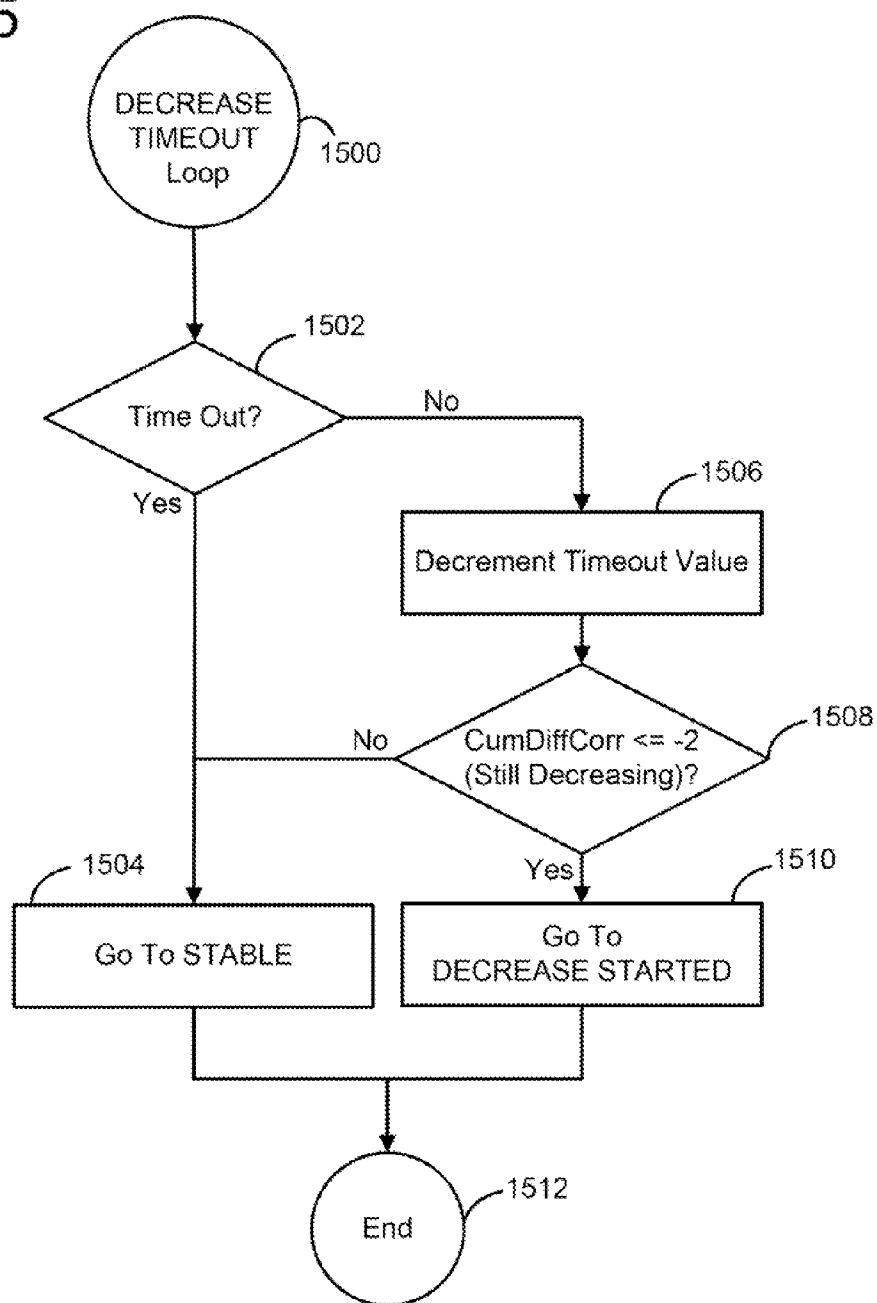 DECREASE
TIMEOUT
Loop
1500
1502
Time Out?
No
Yes
1506
Decrement Timeout Value
1508
No
CumDiffCorr <= -2
(Still Decreasing)?
Yes
1504
1510
Go To STABLE
Go To
DECREASE STARTED
1512
End